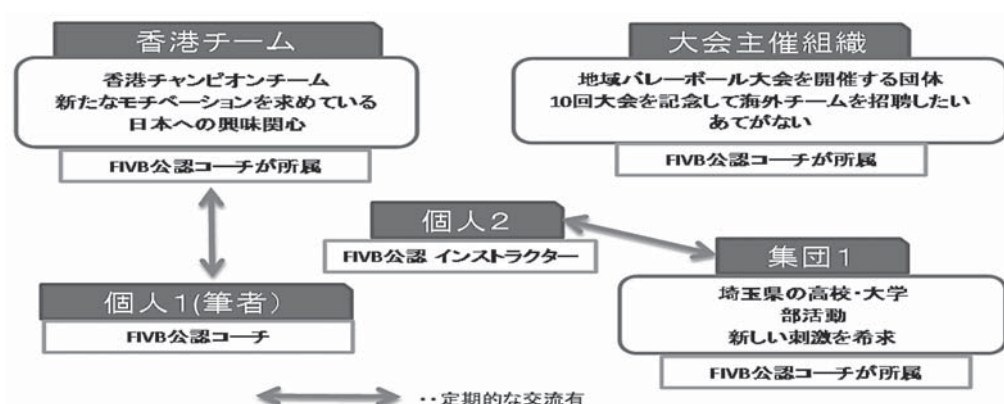 香港チーム
香港チャンピオンチーム
新たなモチベーションを求めている
日本への興味関心
FIVB公認コーチが所属
大会主催組織
地域バレーボール大会を開催する団体
10回大会を記念して海外チームを招聘したい
あてがない
FIVB公認コーチが所属
個人2
FIVB公認 インストラクター
集団1
埼玉県の高校・大学
部活動
新しい刺激を希求
FIVB公認コーチが所属
個人1(筆者)
FIVB公認コーチ
‥定期的な交流有